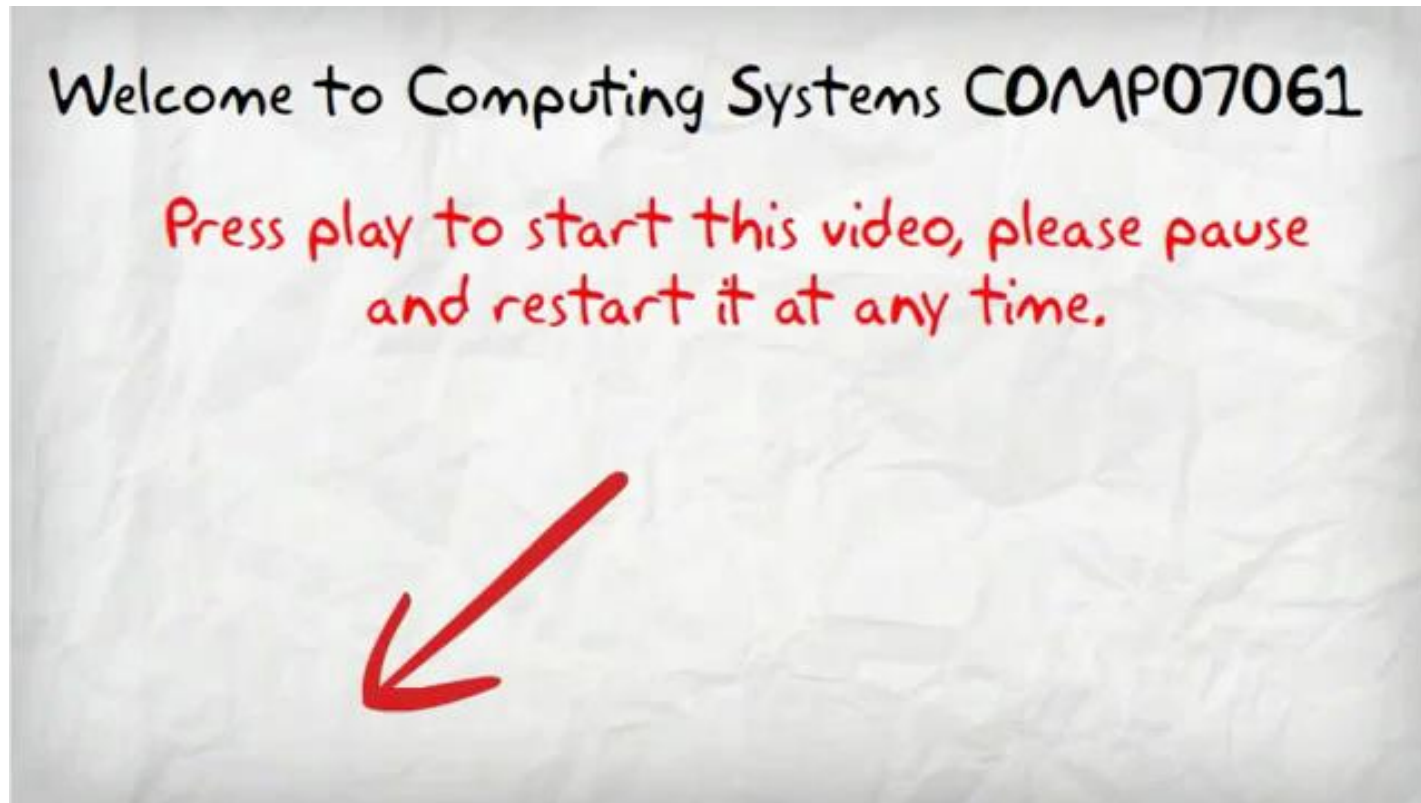 Welcome to Computing Systems COMP07061
Press play to start this video, please pause
and restart it at any time.